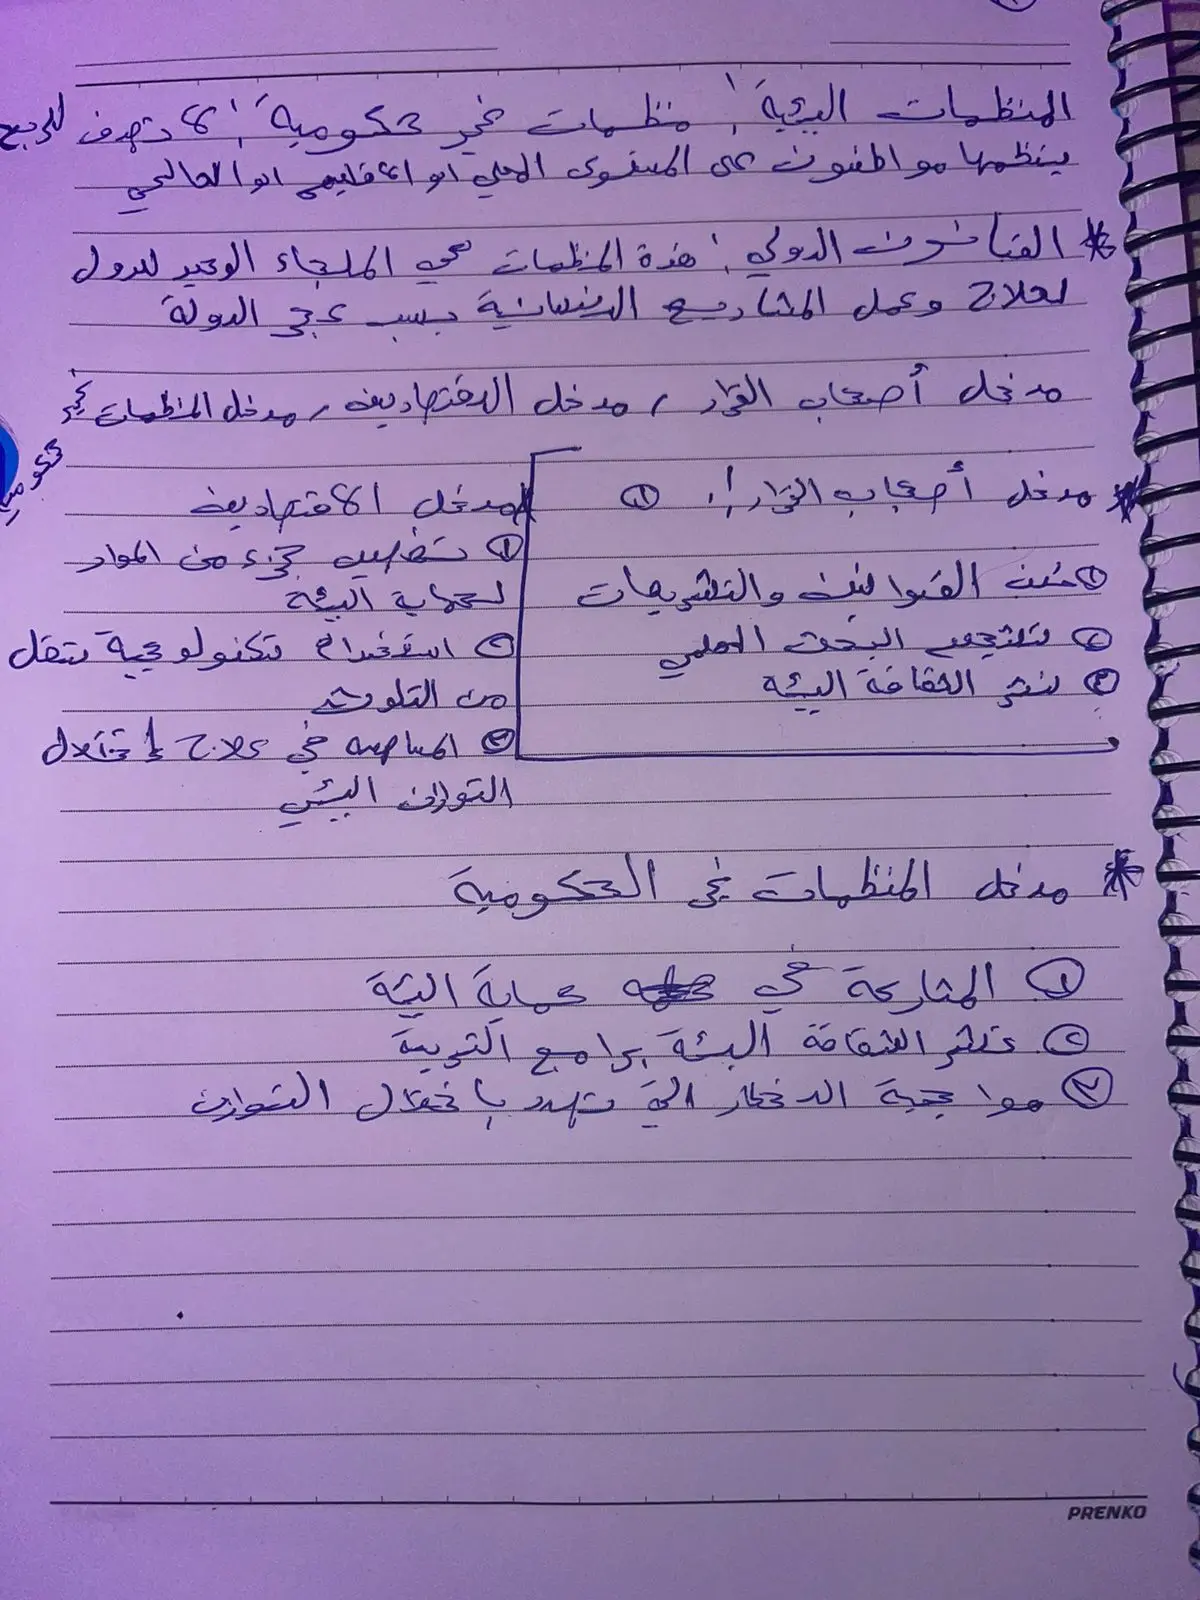 المنظمات البيئية: منظمات غير حكومية، لا تهدف للربح
ينظمها مواطنون على المستوى المحلي او الاقليمي او العالمي
* القانون الدولي: هذة المنظمات هي الملجاء الوحيد للدول
لعلاج وعمل المشاريع الإنسانية بسبب عجز الدولة
مدخل أصحاب القرار / مدخل الاقتصاديين / مدخل المنظمات غير
حكومية
* مدخل أصحاب القرار: ①
① سن القوانين والتشريعات
② تشجيع البحث العلمي
③ نشر الثقافة البيئة
* مدخل الاقتصاديين
① تخصيص جزء من المواد
لحماية البيئة
② استخدام تكنولوجية تقلل
من التلوث
③ المساهمه في علاج اختلال
التوازن البيئي
* مدخل المنظمات غير الحكومية
① المشاركة في حماية البيئة
② نشر الثقافة البيئة برامج التربية
③ مواجهة الاخطار التي تهدد باختلال التوازن
PRENKO